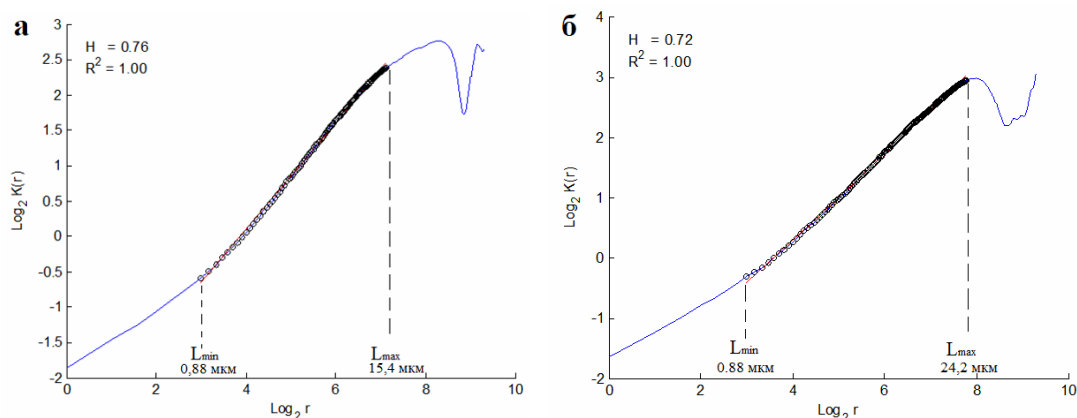 а
H = 0.76
R² = 1.00
Log₂ K(r)
3
2.5
2
1.5
1
0.5
0
-0.5
-1
-1.5
-2
Lmin
0,88 мкм
Lmax
15,4 мкм
0
2
4
6
8
10
Log₂ r
б
H = 0.72
R² = 1.00
Log₂ K(r)
4
3
2
1
0
-1
-2
Lmin
0.88 мкм
Lmax
24,2 мкм
0
2
4
6
8
10
Log₂ r